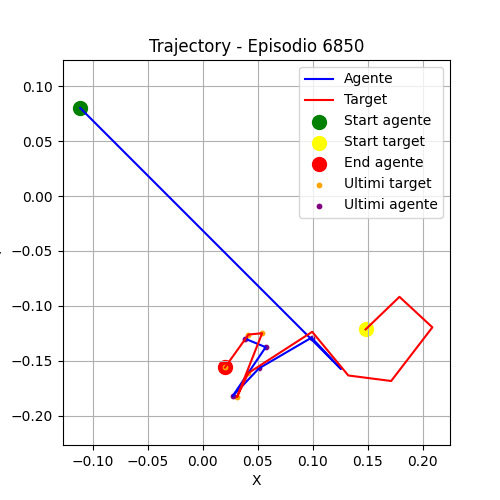 Trajectory - Episodio 6850
Agente
Target
Start agente
Start target
End agente
Ultimi target
Ultimi agente
0.10
0.05
0.00
−0.05
−0.10
−0.15
−0.20
−0.10
−0.05
0.00
0.05
0.10
0.15
0.20
X